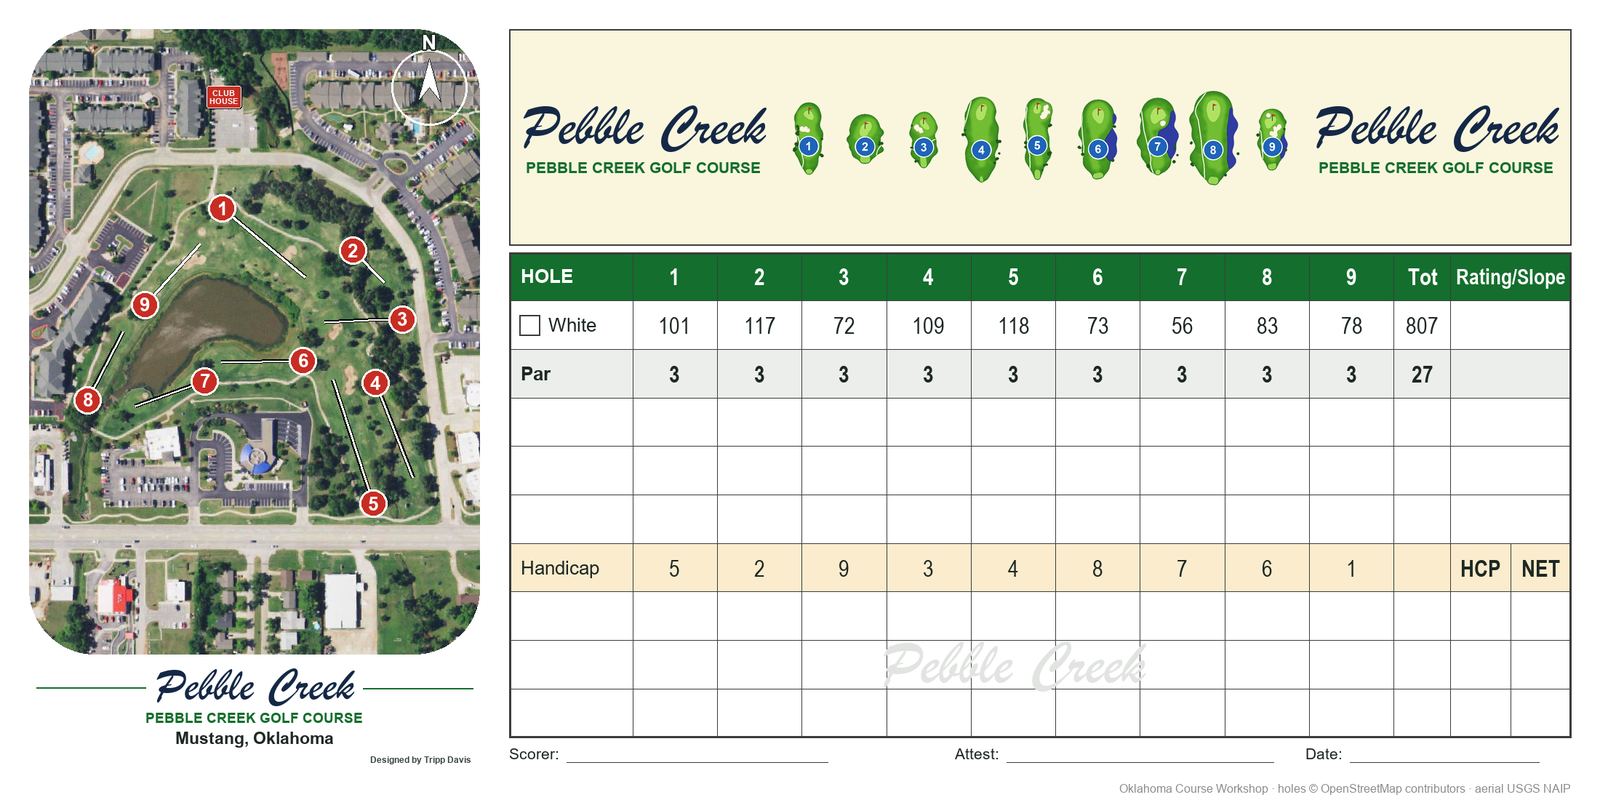 N
CLUB
HOUSE
1
2
9
3
6
7
4
8
5
Pebble Creek
PEBBLE CREEK GOLF COURSE
Mustang, Oklahoma
Designed by Tripp Davis
Pebble Creek
PEBBLE CREEK GOLF COURSE
1 2 3 4 5 6 7 8 9
Pebble Creek
PEBBLE CREEK GOLF COURSE
HOLE 1 2 3 4 5 6 7 8 9 Tot Rating/Slope
White 101 117 72 109 118 73 56 83 78 807
Par 3 3 3 3 3 3 3 3 3 27
Handicap 5 2 9 3 4 8 7 6 1 HCP NET
Pebble Creek
Scorer: Attest: Date:
Oklahoma Course Workshop · holes © OpenStreetMap contributors · aerial USGS NAIP